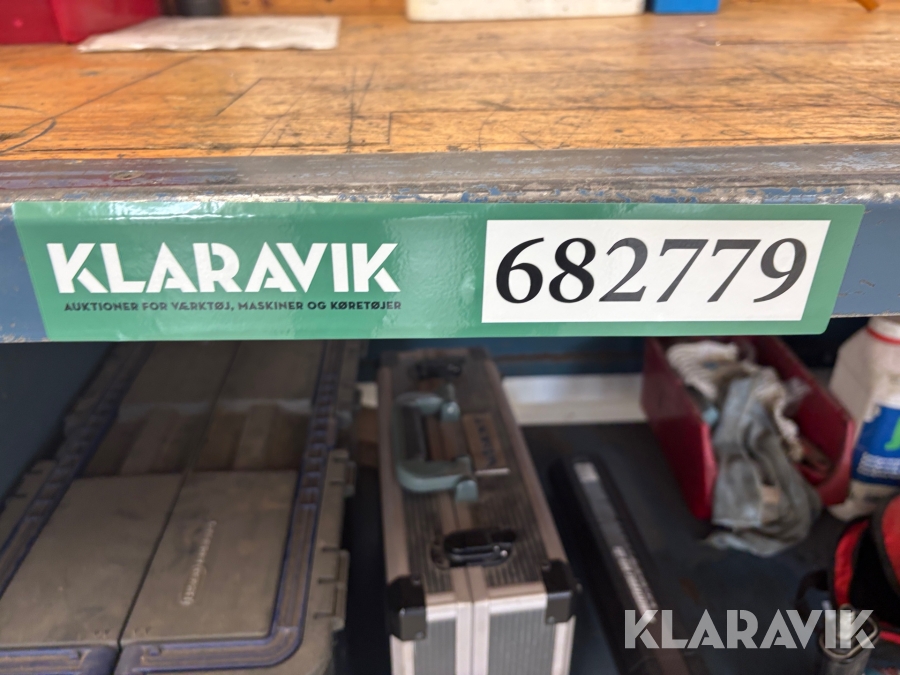 KLARAVIK
AUKTIONER FOR VÆRKTØJ, MASKINER OG KØRETØJER
682779
KLARAVIK